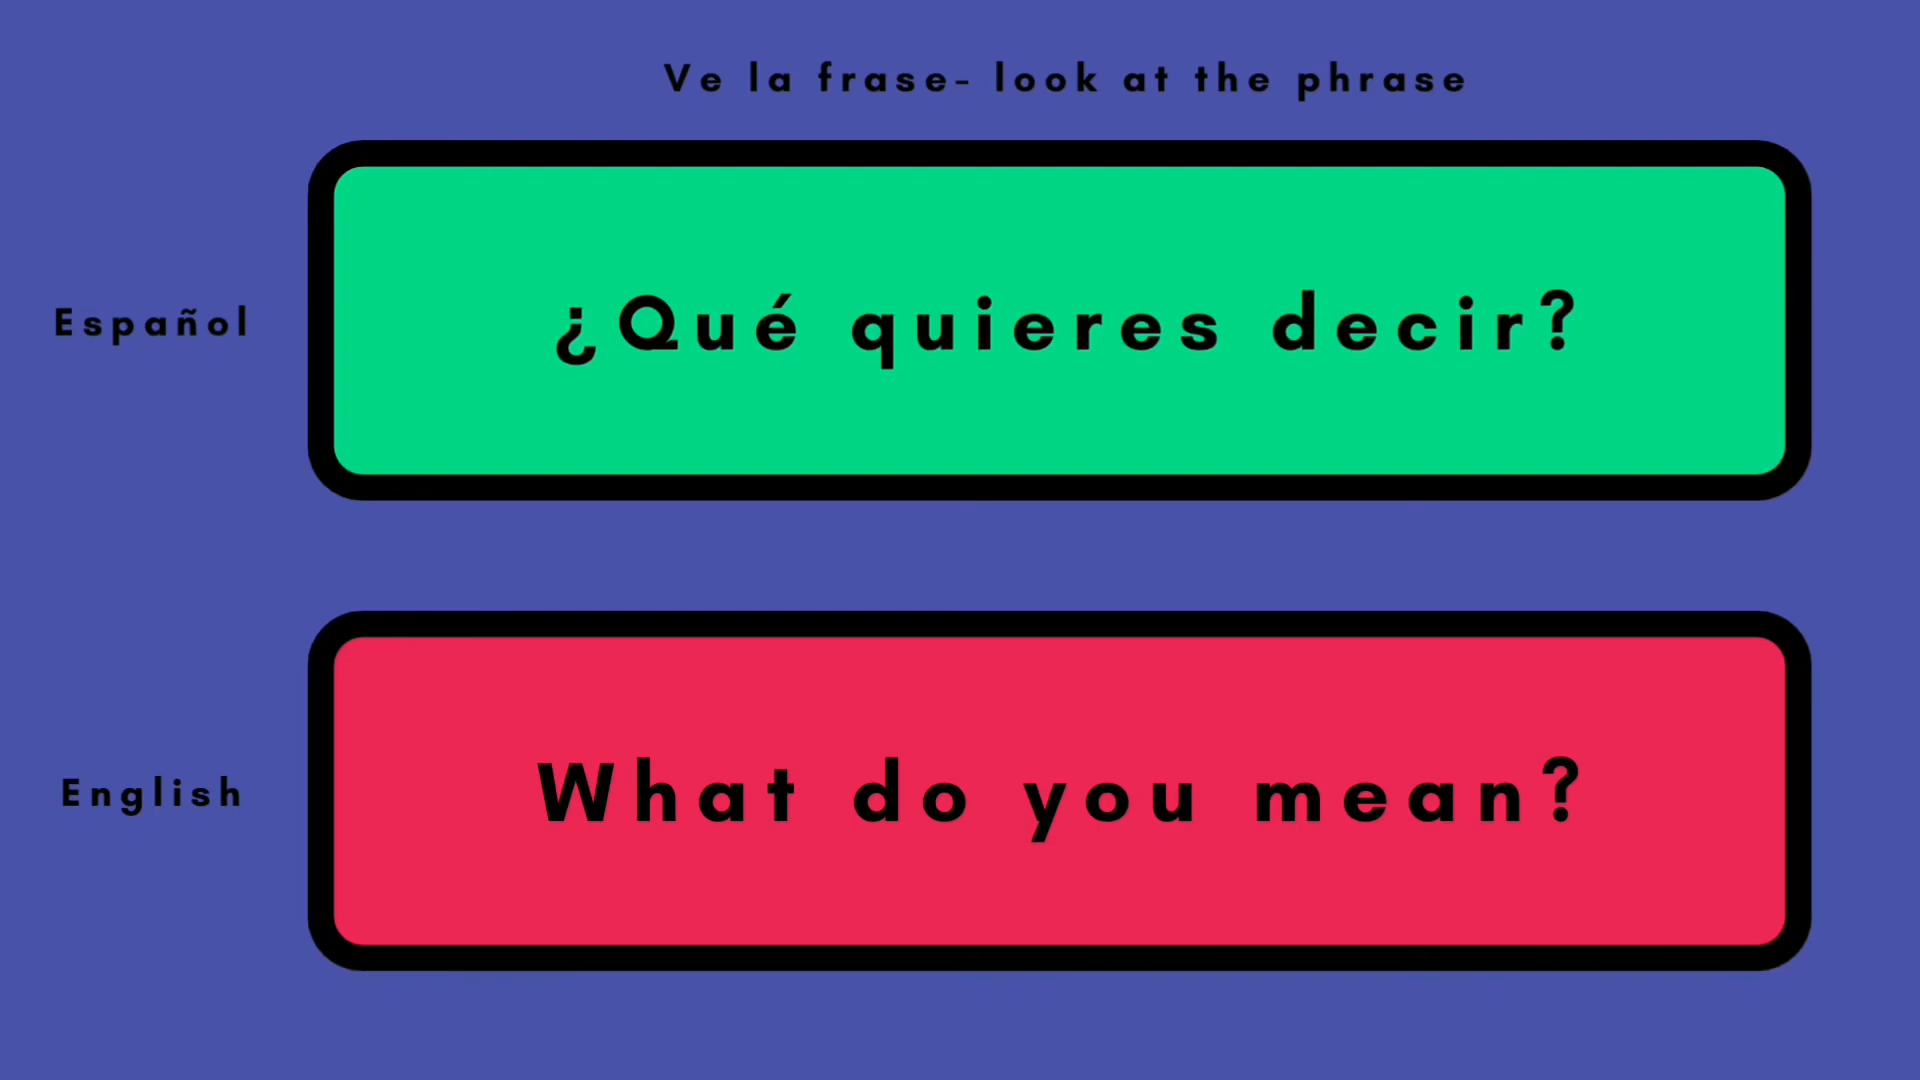 Ve la frase- look at the phrase
Español
¿Qué quieres decir?
English
What do you mean?